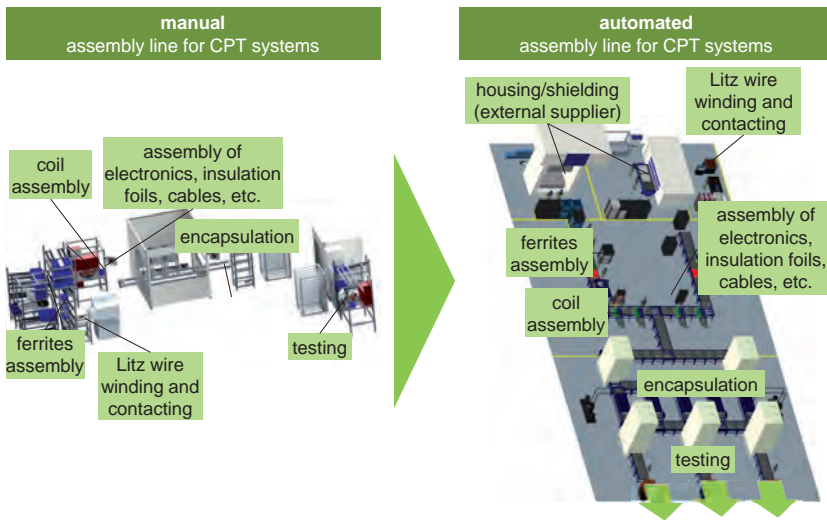 manual
assembly line for CPT systems
coil
assembly
assembly of
electronics, insulation
foils, cables, etc.
encapsulation
ferrites
assembly
Litz wire
winding and
contacting
testing
automated
assembly line for CPT systems
housing/shielding
(external supplier)
Litz wire
winding and
contacting
ferrites
assembly
assembly of
electronics,
insulation foils,
cables, etc.
coil
assembly
encapsulation
testing